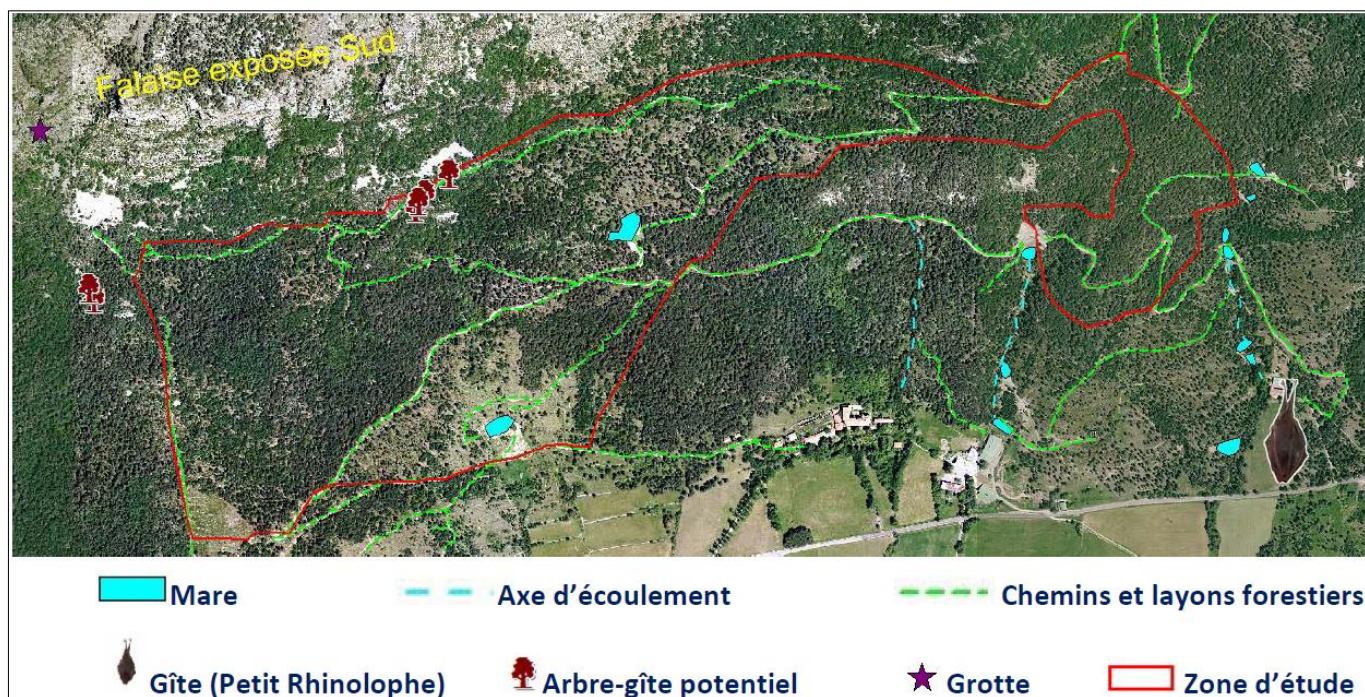 Falaise exposée Sud
Mare
Axe d'écoulement
Chemins et layons forestiers
Gîte (Petit Rhinolophe)
Arbre-gîte potentiel
Grotte
Zone d'étude